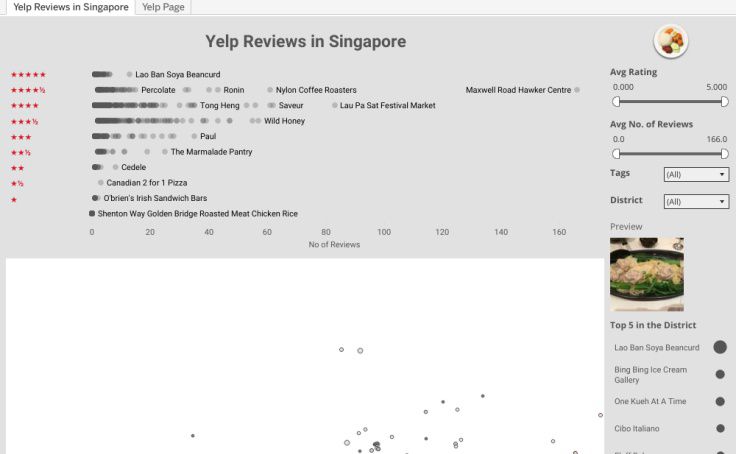 Yelp Reviews in Singapore
Yelp Page
Yelp Reviews in Singapore
★★★★★ Lao Ban Soya Beancurd
★★★★½ Percolate Ronin Nylon Coffee Roasters Maxwell Road Hawker Centre
★★★★ Tong Heng Saveur Lau Pa Sat Festival Market
★★★½ Wild Honey
★★★ Paul
★★½ The Marmalade Pantry
★★ Cedele
★½ Canadian 2 for 1 Pizza
★ O'brien's Irish Sandwich Bars
Shenton Way Golden Bridge Roasted Meat Chicken Rice
0 20 40 60 80 100 120 140 160
No of Reviews
Avg Rating
0.000 5.000
Avg No. of Reviews
0.0 166.0
Tags (All)
District (All)
Preview
Top 5 in the District
Lao Ban Soya Beancurd
Bing Bing Ice Cream
Gallery
One Kueh At A Time
Cibo Italiano